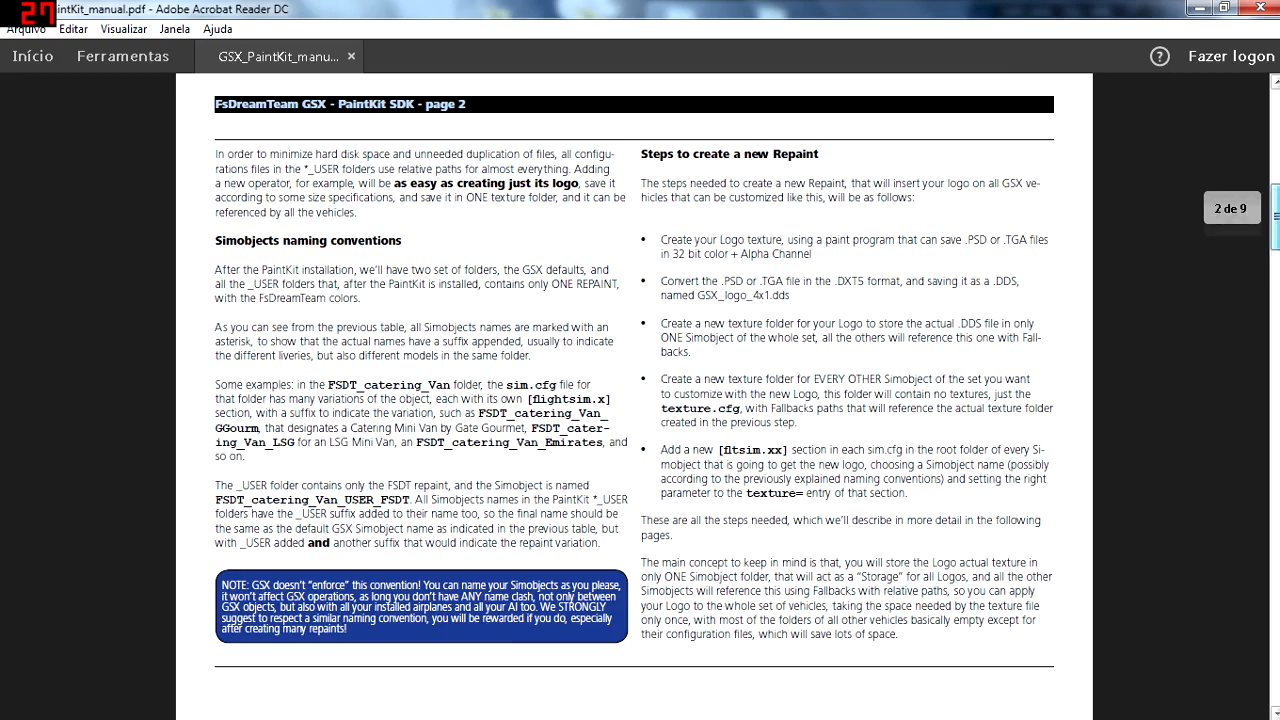 27
intKit_manual.pdf - Adobe Acrobat Reader DC
Arquivo Editar Visualizar Janela Ajuda
Início Ferramentas GSX_PaintKit_manu... × ? Fazer logon
FsDreamTeam GSX - PaintKit SDK - page 2
In order to minimize hard disk space and unneeded duplication of files, all configu-
rations files in the *_USER folders use relative paths for almost everything. Adding
a new operator, for example, will be as easy as creating just its logo, save it
according to some size specifications, and save it in ONE texture folder, and it can be
referenced by all the vehicles.
Simobjects naming conventions
After the PaintKit installation, we'll have two set of folders, the GSX defaults, and
all the _USER folders that, after the PaintKit is installed, contains only ONE REPAINT,
with the FsDreamTeam colors.
As you can see from the previous table, all Simobjects names are marked with an
asterisk, to show that the actual names have a suffix appended, usually to indicate
the different liveries, but also different models in the same folder.
Some examples: in the FSDT_catering_Van folder, the sim.cfg file for
that folder has many variations of the object, each with its own [flightsim.x]
section, with a suffix to indicate the variation, such as FSDT_catering_Van_
GGourm, that designates a Catering Mini Van by Gate Gourmet, FSDT_cater-
ing_Van_LSG for an LSG Mini Van, an FSDT_catering_Van_Emirates, and
so on.
The _USER folder contains only the FSDT repaint, and the Simobject is named
FSDT_catering_Van_USER_FSDT. All Simobjects names in the PaintKit *_USER
folders have the _USER suffix added to their name too, so the final name should be
the same as the default GSX Simobject name as indicated in the previous table, but
with _USER added and another suffix that would indicate the repaint variation.
NOTE: GSX doesn't "enforce" this convention! You can name your Simobjects as you please,
it won't affect GSX operations, as long you don't have ANY name clash, not only between
GSX objects, but also with all your installed airplanes and all your AI too. We STRONGLY
suggest to respect a similar naming convention, you will be rewarded if you do, especially
after creating many repaints!
Steps to create a new Repaint
The steps needed to create a new Repaint, that will insert your logo on all GSX ve-
hicles that can be customized like this, will be as follows:
• Create your Logo texture, using a paint program that can save .PSD or .TGA files
in 32 bit color + Alpha Channel
• Convert the .PSD or .TGA file in the .DXT5 format, and saving it as a .DDS,
named GSX_logo_4x1.dds
• Create a new texture folder for your Logo to store the actual .DDS file in only
ONE Simobject of the whole set, all the others will reference this one with Fall-
backs.
• Create a new texture folder for EVERY OTHER Simobject of the set you want
to customize with the new Logo, this folder will contain no textures, just the
texture.cfg, with Fallbacks paths that will reference the actual texture folder
created in the previous step.
• Add a new [fltsim.xx] section in each sim.cfg in the root folder of every Si-
mobject that is going to get the new logo, choosing a Simobject name (possibly
according to the previously explained naming conventions) and setting the right
parameter to the texture= entry of that section.
These are all the steps needed, which we'll describe in more detail in the following
pages.
The main concept to keep in mind is that, you will store the Logo actual texture in
only ONE Simobject folder, that will act as a "Storage" for all Logos, and all the other
Simobjects will reference this using Fallbacks with relative paths, so you can apply
your Logo to the whole set of vehicles, taking the space needed by the texture file
only once, with most of the folders of all other vehicles basically empty except for
their configuration files, which will save lots of space.
2 de 9